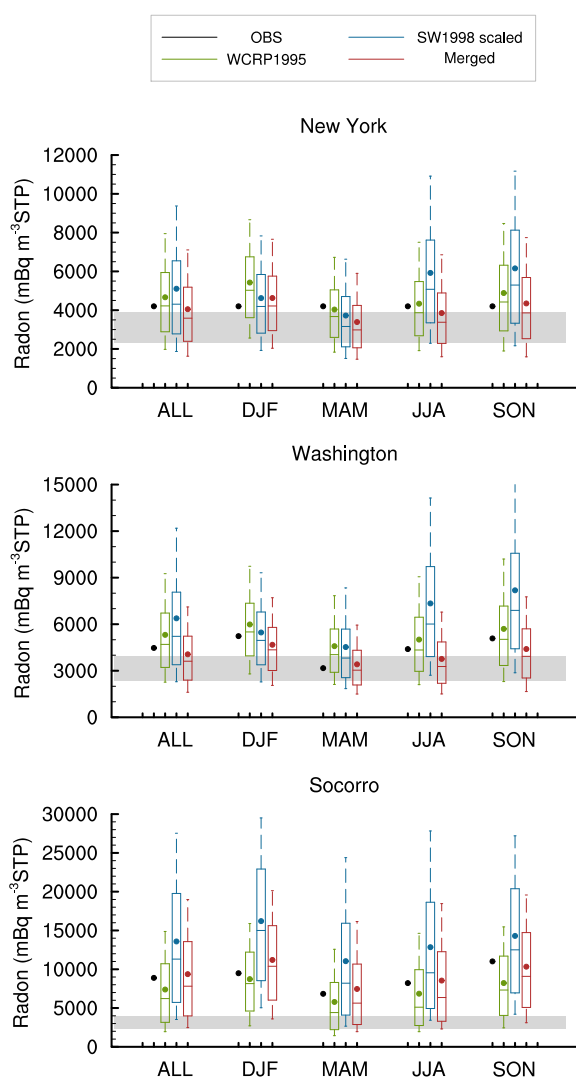 OBS SW1998 scaled
WCRP1995 Merged
New York
Radon (mBq m-3STP)
12000
10000
8000
6000
4000
2000
0
ALL DJF MAM JJA SON
Washington
Radon (mBq m-3STP)
15000
12000
9000
6000
3000
0
ALL DJF MAM JJA SON
Socorro
Radon (mBq m-3STP)
30000
25000
20000
15000
10000
5000
0
ALL DJF MAM JJA SON